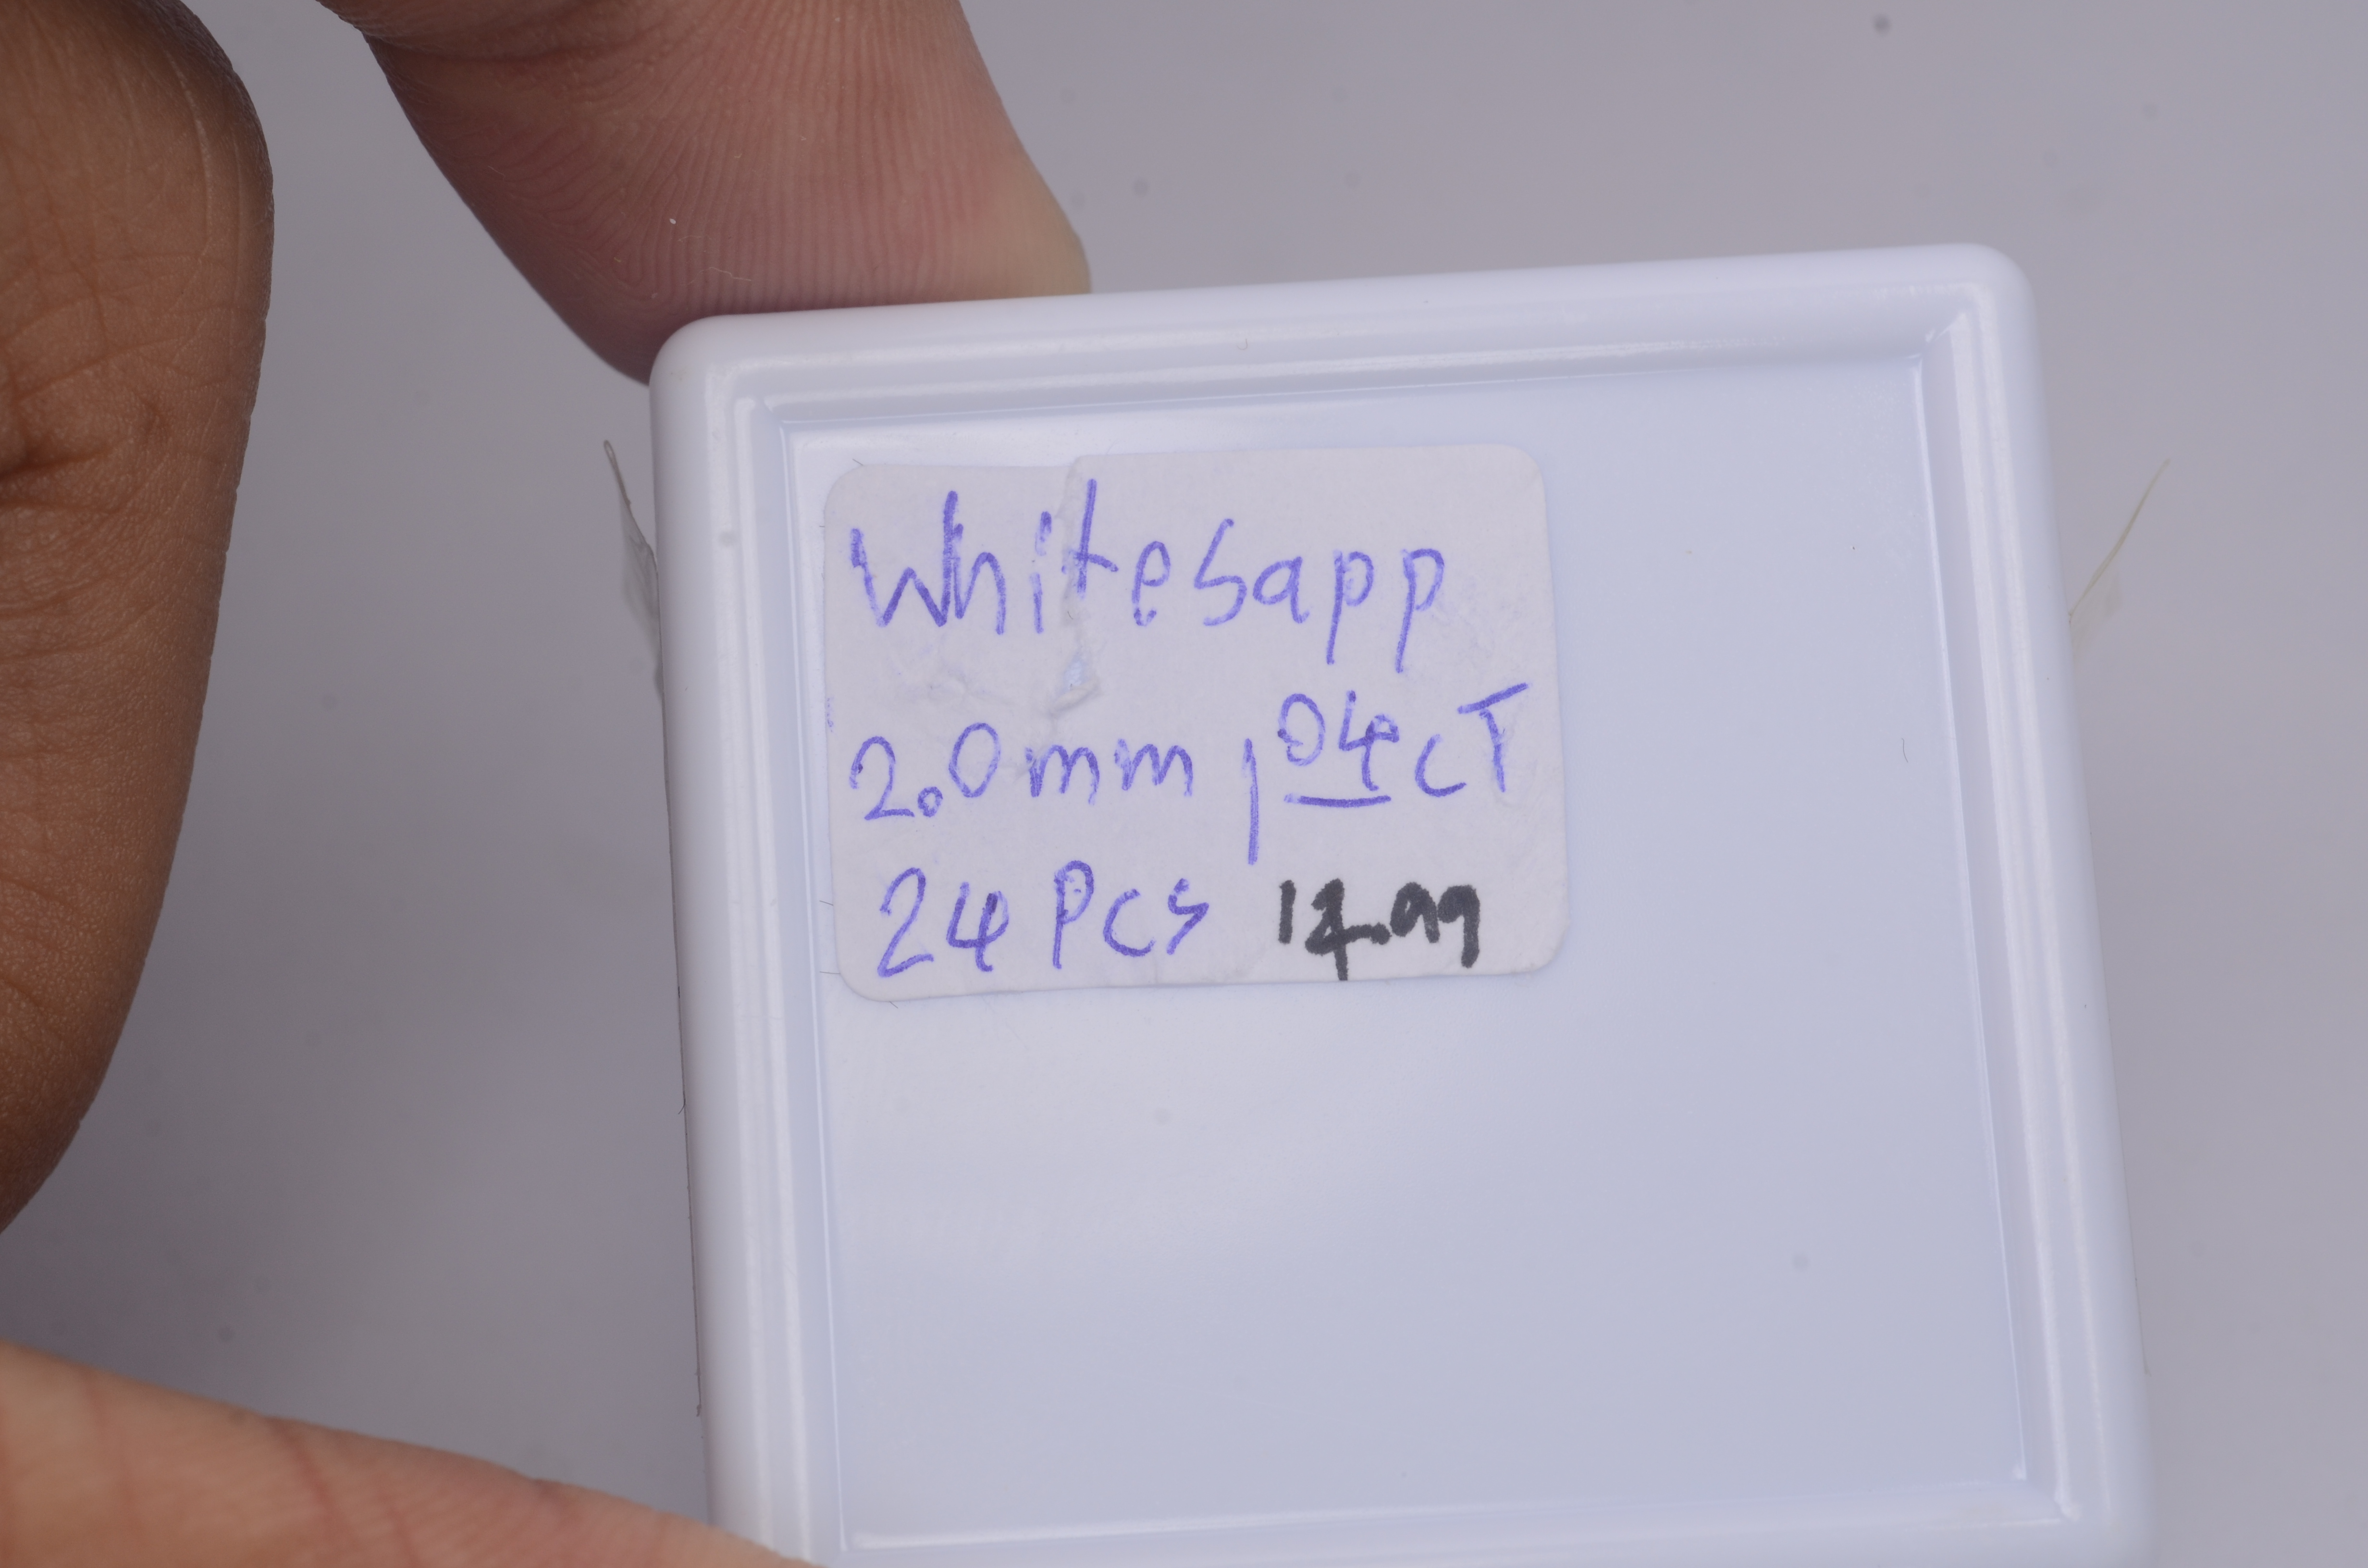 Whitesapp
2.0mm 1 04 cT
24 Pcs 14.99